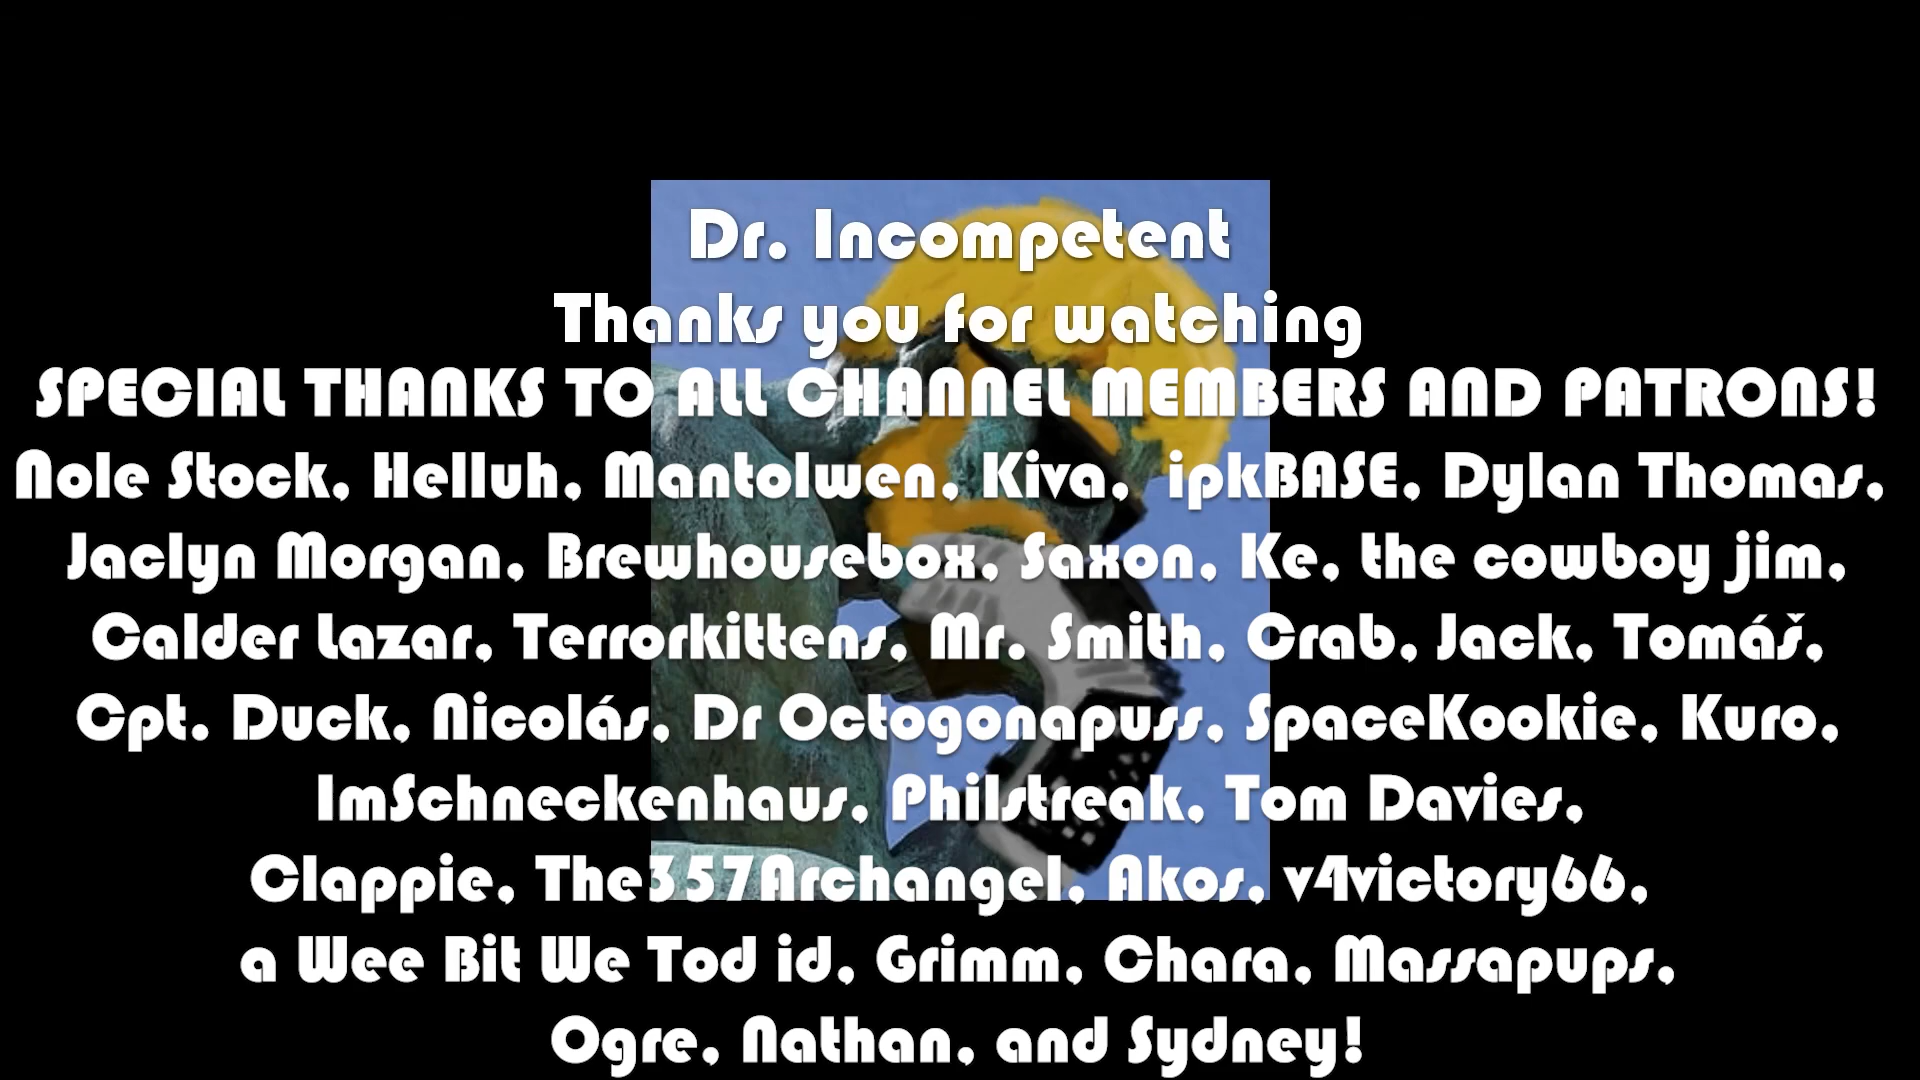 Dr. Incompetent
Thanks you for watching
SPECIAL THANKS TO ALL CHANNEL MEMBERS AND PATRONS!
Nole Stock, Helluh, Mantolwen, Kiva, ipkBASE, Dylan Thomas,
Jaclyn Morgan, Brewhousebox, Saxon, Ke, the cowboy jim,
Calder Lazar, Terrorkittens, Mr. Smith, Crab, Jack, Tomáš,
Cpt. Duck, Nicolás, Dr Octogonapuss, SpaceKookie, Kuro,
ImSchneckenhaus, Philstreak, Tom Davies,
Clappie, The357Archangel, Akos, v4victory66,
a Wee Bit We Tod id, Grimm, Chara, Massapups,
Ogre, Nathan, and Sydney!